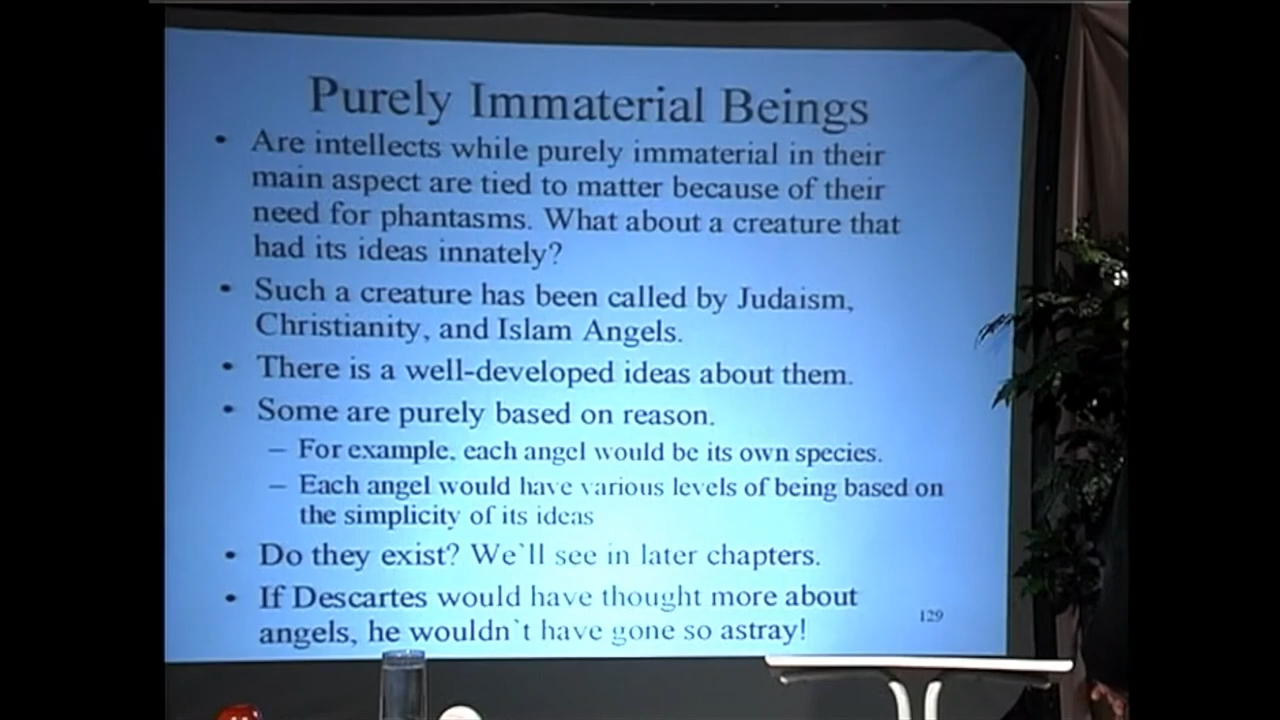 Purely Immaterial Beings
• Are intellects while purely immaterial in their
main aspect are tied to matter because of their
need for phantasms. What about a creature that
had its ideas innately?
• Such a creature has been called by Judaism,
Christianity, and Islam Angels.
• There is a well-developed ideas about them.
• Some are purely based on reason.
– For example, each angel would be its own species.
– Each angel would have various levels of being based on
the simplicity of its ideas
• Do they exist? We`ll see in later chapters.
• If Descartes would have thought more about
angels, he wouldn`t have gone so astray!
129